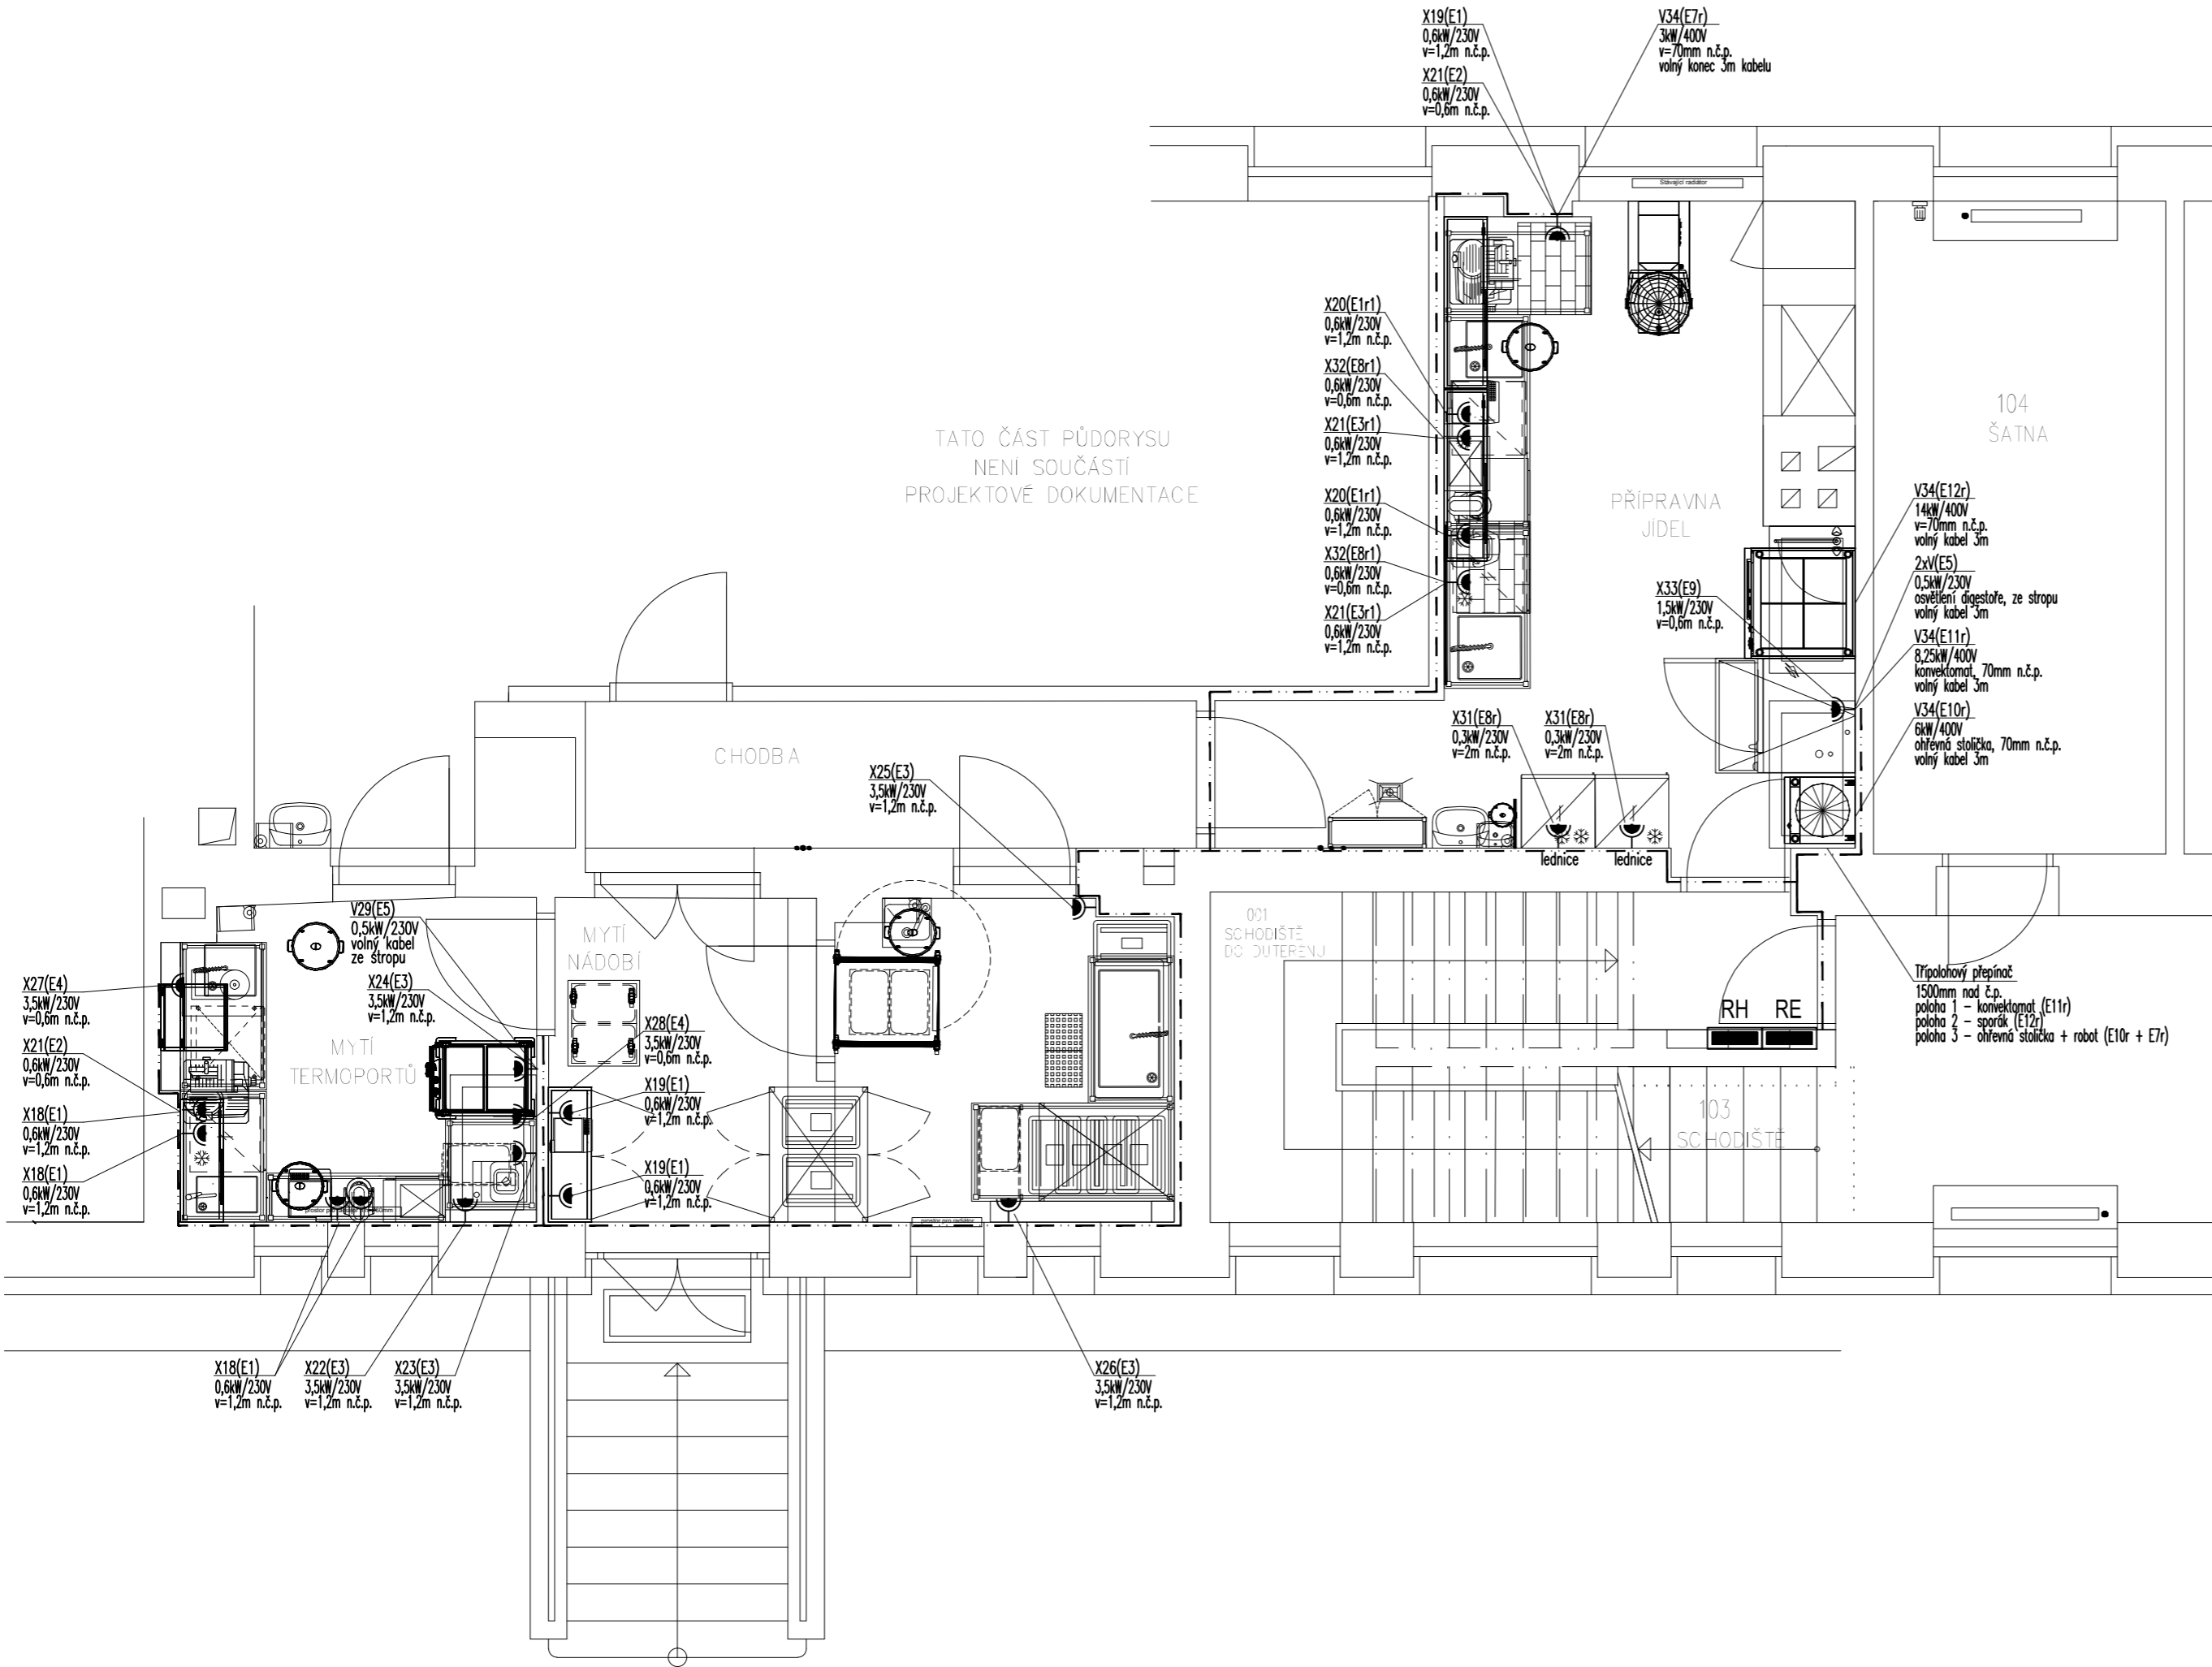 X19(E1)
0,6kW/230V
v=1,2m n.č.p.
X21(E2)
0,6kW/230V
v=0,6m n.č.p.
V34(E7r)
3kW/400V
v=70mm n.č.p.
volný konec 3m kabelu
Stávající radiátor
X20(E1r1)
0,6kW/230V
v=1,2m n.č.p.
X32(E8r1)
0,6kW/230V
v=0,6m n.č.p.
X21(E3r1)
0,6kW/230V
v=1,2m n.č.p.
X20(E1r1)
0,6kW/230V
v=1,2m n.č.p.
X32(E8r1)
0,6kW/230V
v=0,6m n.č.p.
X21(E3r1)
0,6kW/230V
v=1,2m n.č.p.
TATO ČÁST PŮDORYSU
NENÍ SOUČÁSTÍ
PROJEKTOVÉ DOKUMENTACE
PŘÍPRAVNA
JÍDEL
104
ŠATNA
V34(E12r)
14kW/400V
v=70mm n.č.p.
volný kabel 3m
2xV(E5)
0,5kW/230V
osvětlení digestoře, ze stropu
volný kabel 3m
V34(E11r)
8,25kW/400V
konvektomat, 70mm n.č.p.
volný kabel 3m
V34(E10r)
6kW/400V
ohřevná stolička, 70mm n.č.p.
volný kabel 3m
X33(E9)
1,5kW/230V
v=0,6m n.č.p.
X31(E8r)
0,3kW/230V
v=2m n.č.p.
X31(E8r)
0,3kW/230V
v=2m n.č.p.
lednice
lednice
CHODBA
X25(E3)
3,5kW/230V
v=1,2m n.č.p.
V29(E5)
0,5kW/230V
volný kabel
ze stropu
X24(E3)
3,5kW/230V
v=1,2m n.č.p.
MYTÍ
NÁDOBÍ
MYTÍ
TERMOPORTŮ
X28(E4)
3,5kW/230V
v=0,6m n.č.p.
X19(E1)
0,6kW/230V
v=1,2m n.č.p.
X19(E1)
0,6kW/230V
v=1,2m n.č.p.
X27(E4)
3,5kW/230V
v=0,6m n.č.p.
X21(E2)
0,6kW/230V
v=0,6m n.č.p.
X18(E1)
0,6kW/230V
v=1,2m n.č.p.
X18(E1)
0,6kW/230V
v=1,2m n.č.p.
prostor pro radiátor
001
SCHODIŠTĚ
DO SUTERENU
RH
RE
103
SCHODIŠTĚ
Třípolohový přepínač
1500mm nad č.p.
poloha 1 - konvektomat (E11r)
poloha 2 - sporák (E12r)
poloha 3 - ohřevná stolička + robot (E10r + E7r)
X18(E1)
0,6kW/230V
v=1,2m n.č.p.
X22(E3)
3,5kW/230V
v=1,2m n.č.p.
X23(E3)
3,5kW/230V
v=1,2m n.č.p.
X26(E3)
3,5kW/230V
v=1,2m n.č.p.